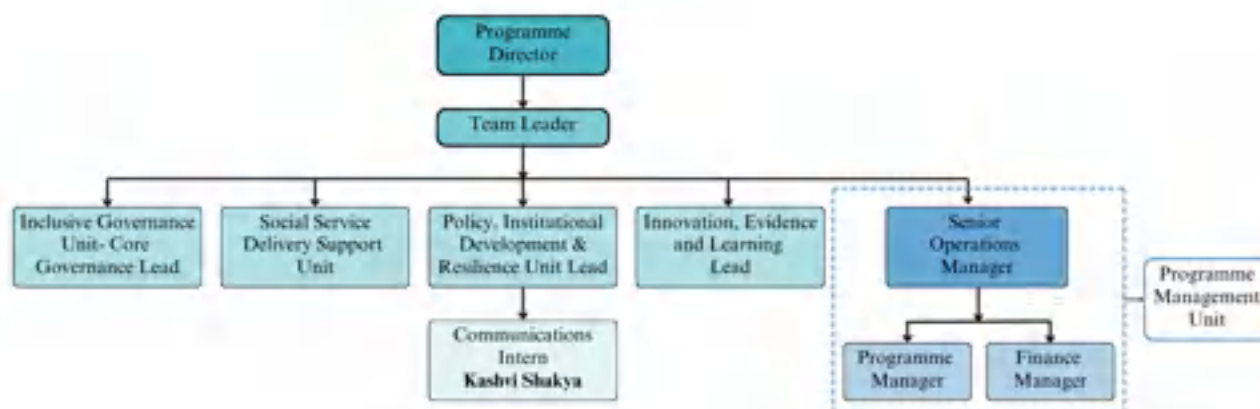 Programme
Director
Team Leader
Inclusive Governance
Unit- Core
Governance Lead
Social Service
Delivery Support
Unit
Policy, Institutional
Development &
Resilience Unit Lead
Innovation, Evidence
and Learning
Lead
Senior
Operations
Manager
Programme
Management
Unit
Communications
Intern
Kashvi Shakya
Programme
Manager
Finance
Manager